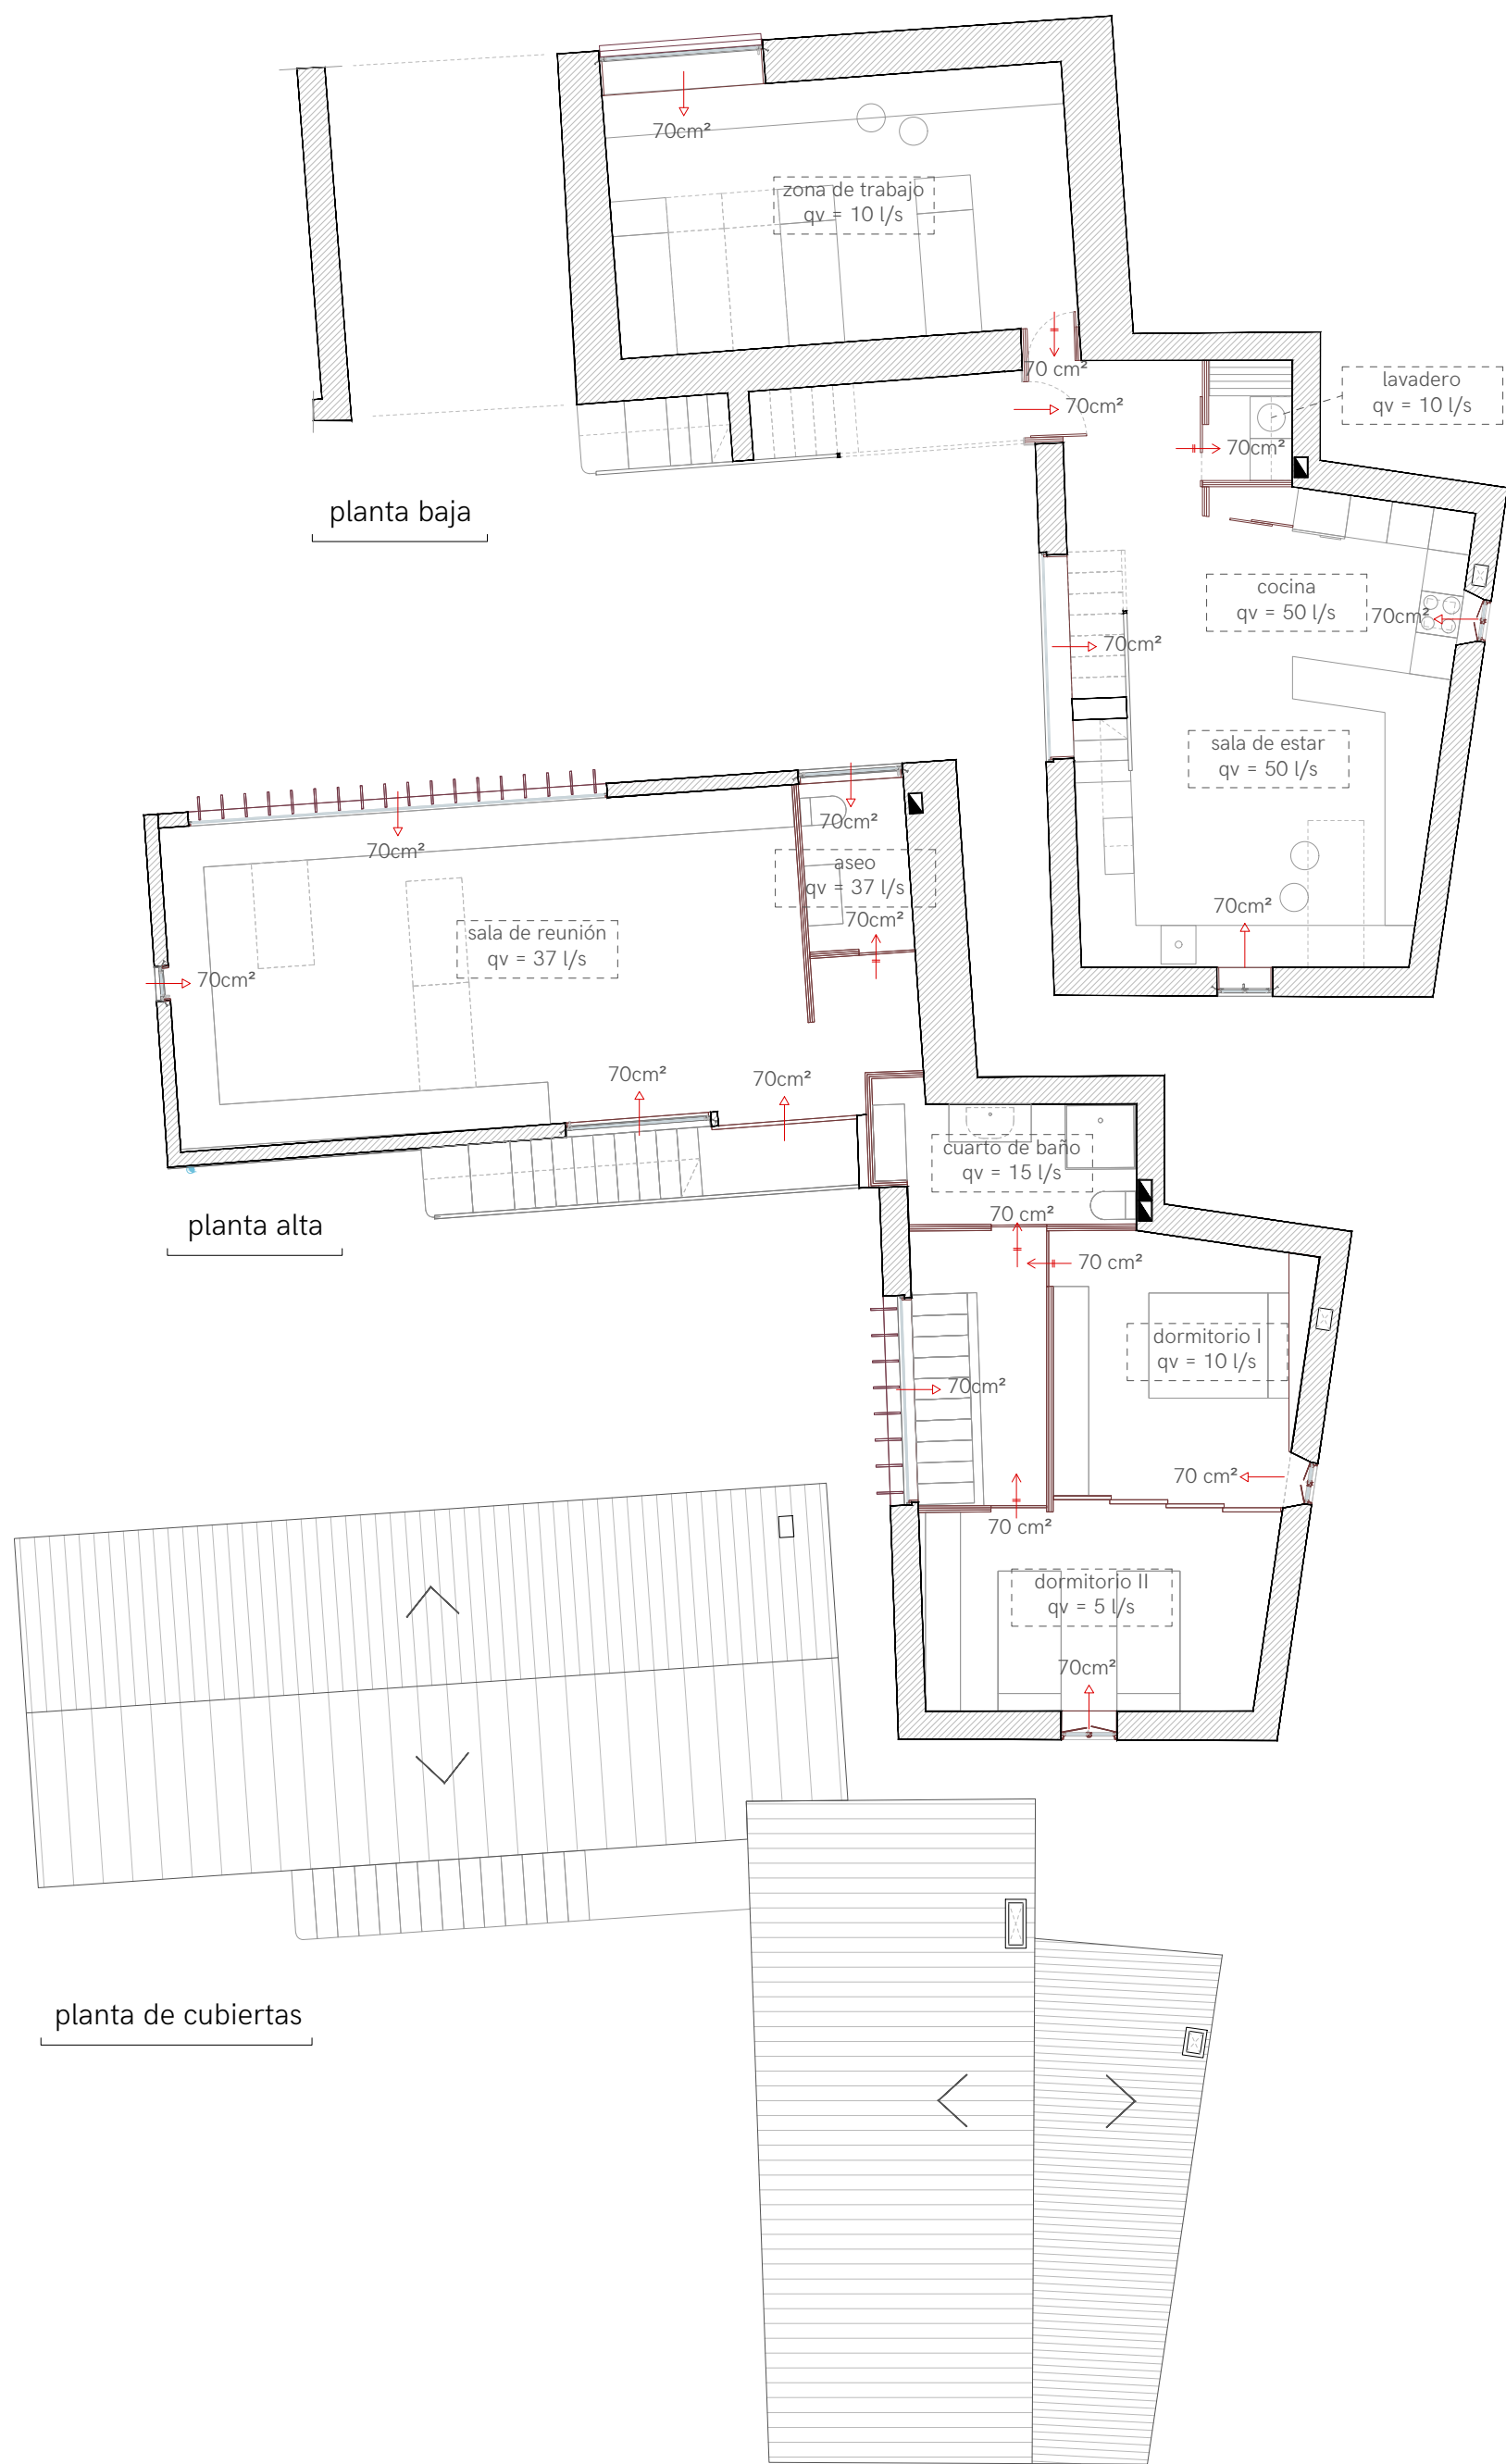 70cm²
zona de trabajo
qv = 10 l/s
70 cm²
70cm²
lavadero
qv = 10 l/s
70cm²
planta baja
cocina
qv = 50 l/s
70cm²
70cm²
sala de estar
qv = 50 l/s
70cm²
70cm²
70cm²
aseo
qv = 37 l/s
70cm²
sala de reunión
qv = 37 l/s
70cm²
70cm²
70cm²
cuarto de baño
qv = 15 l/s
planta alta
70 cm²
70 cm²
dormitorio I
qv = 10 l/s
70cm²
70 cm²
70 cm²
dormitorio II
qv = 5 l/s
70cm²
planta de cubiertas